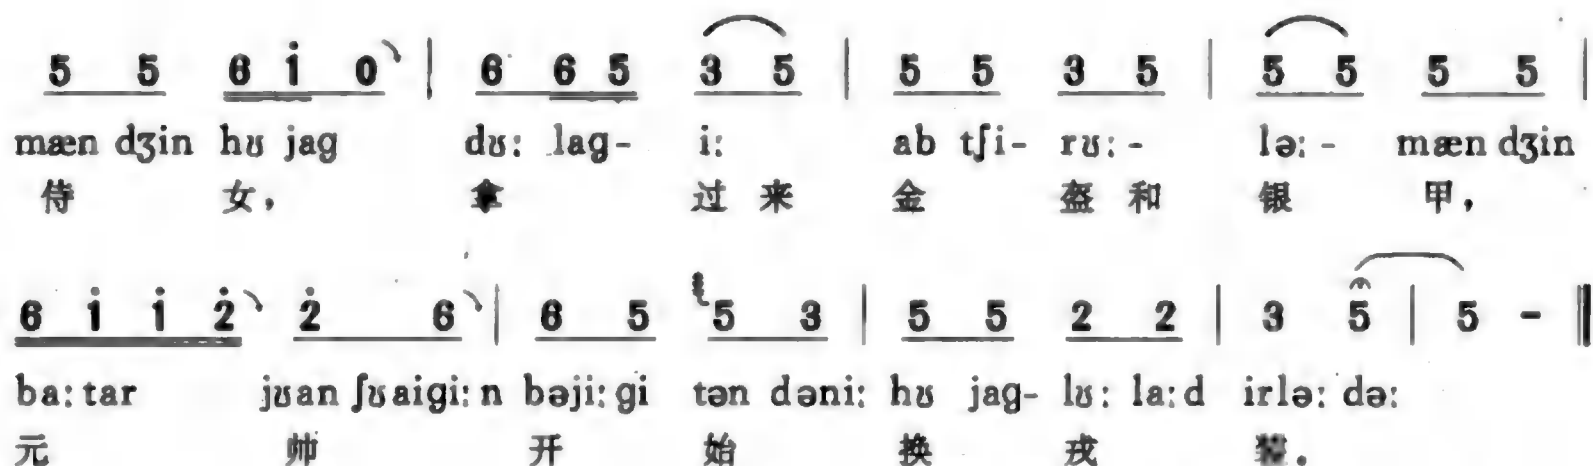 5 5 6 i 0 | 6 6 5 3 5 | 5 5 3 5 | 5 5 5 5 |
mæn dʒin hʊ jag dʊ: lag- i: ab tʃi- rʊ:- lə:- mæn dʒin
侍 女， 拿 过 来 金 盔 和 银 甲，
6 i i 2̇ 2̇ 6 | 6 5 5 3 | 5 5 2 2 | 3 5 | 5 - ‖
ba: tar jʊan ʃʊaigi: n bəji: gi tən dəni: hʊ jag- lʊ: la: d irlə: də:
元 帅 开 始 换 戎 装。